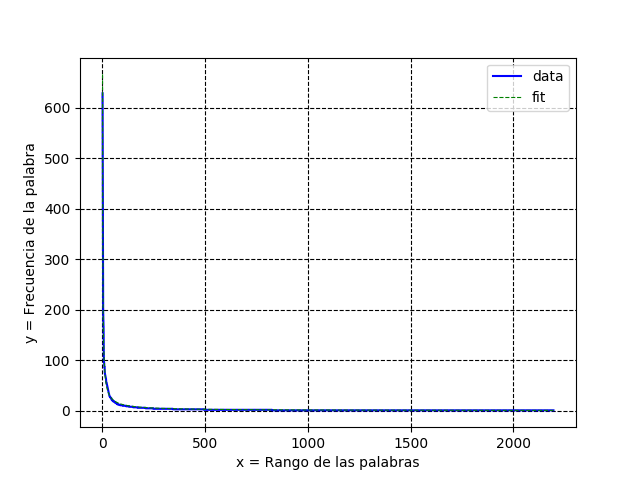 data
fit
600
500
400
300
200
100
0
y = Frecuencia de la palabra
0 500 1000 1500 2000
x = Rango de las palabras